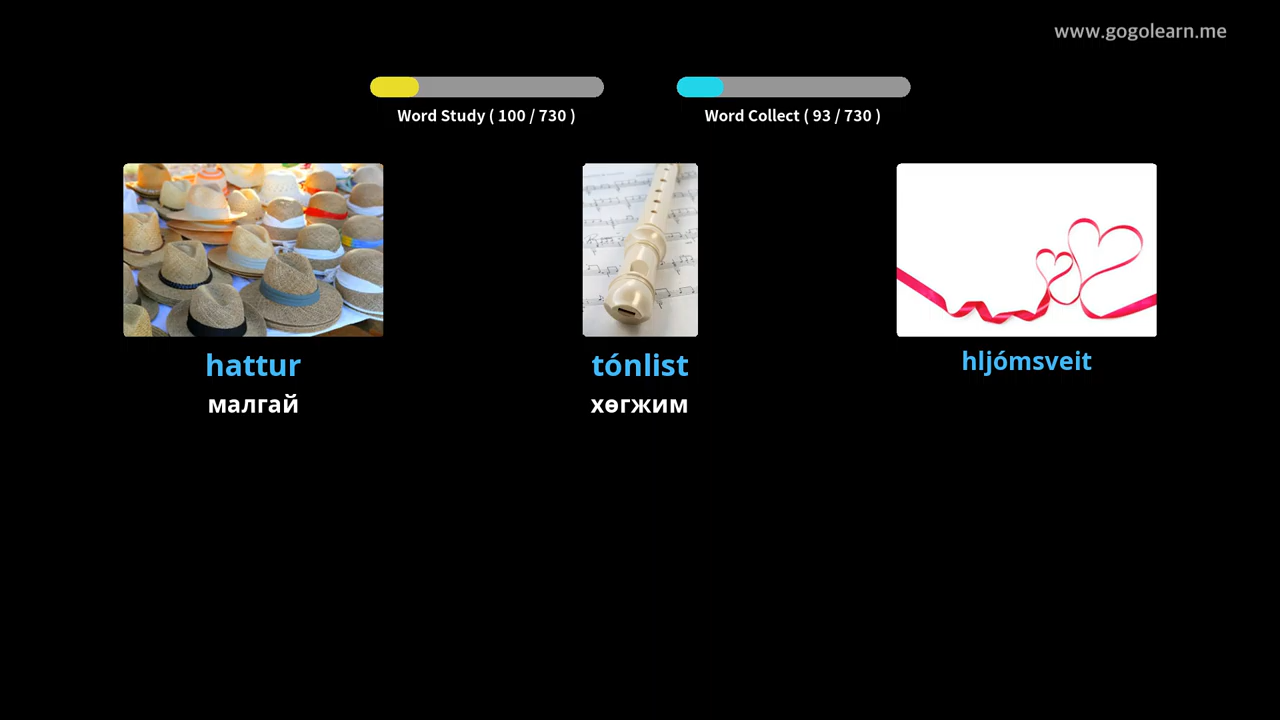 www.gogolearn.me
Word Study ( 100 / 730 )
Word Collect ( 93 / 730 )
hattur
малгай
tónlist
хөгжим
hljómsveit